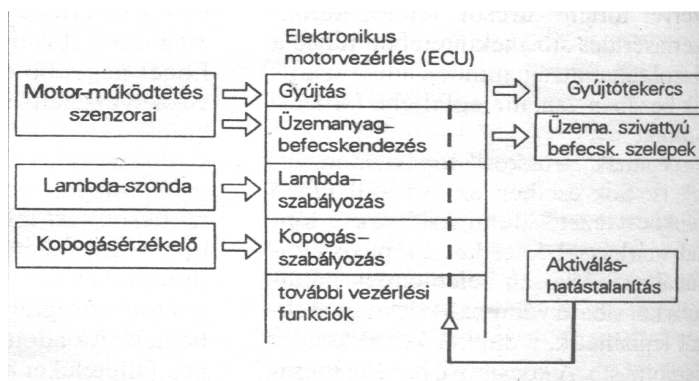 Elektronikus
motorvezérlés (ECU)
Motor-működtetés
szenzorai
Lambda-szonda
Kopogásérzékelő
Gyújtás
Üzemanyag-
befecskendezés
Lambda-
szabályozás
Kopogás-
szabályozás
további vezérlési
funkciók
Gyújtótekercs
Üzema. szivattyú
befecsk. szelepek
Aktiválás-
hatástalanítás